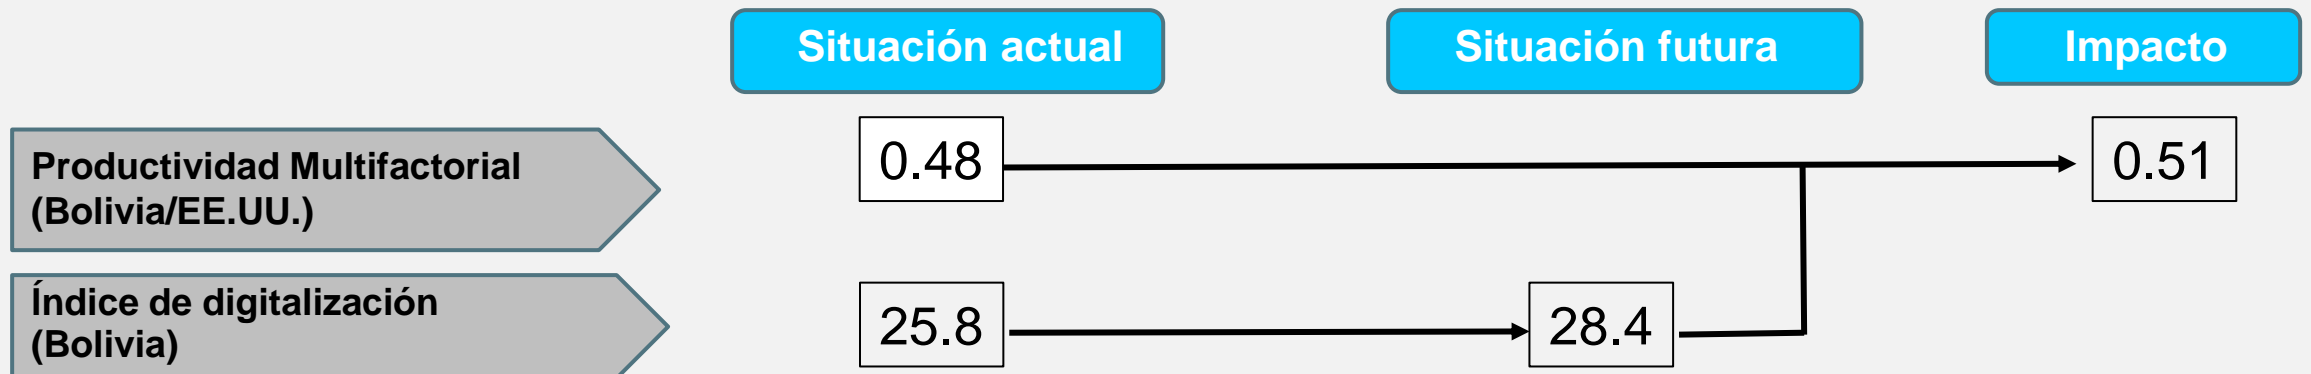 Situación actual
Situación futura
Impacto
Productividad Multifactorial
(Bolivia/EE.UU.)
0.48
0.51
Índice de digitalización
(Bolivia)
25.8
28.4